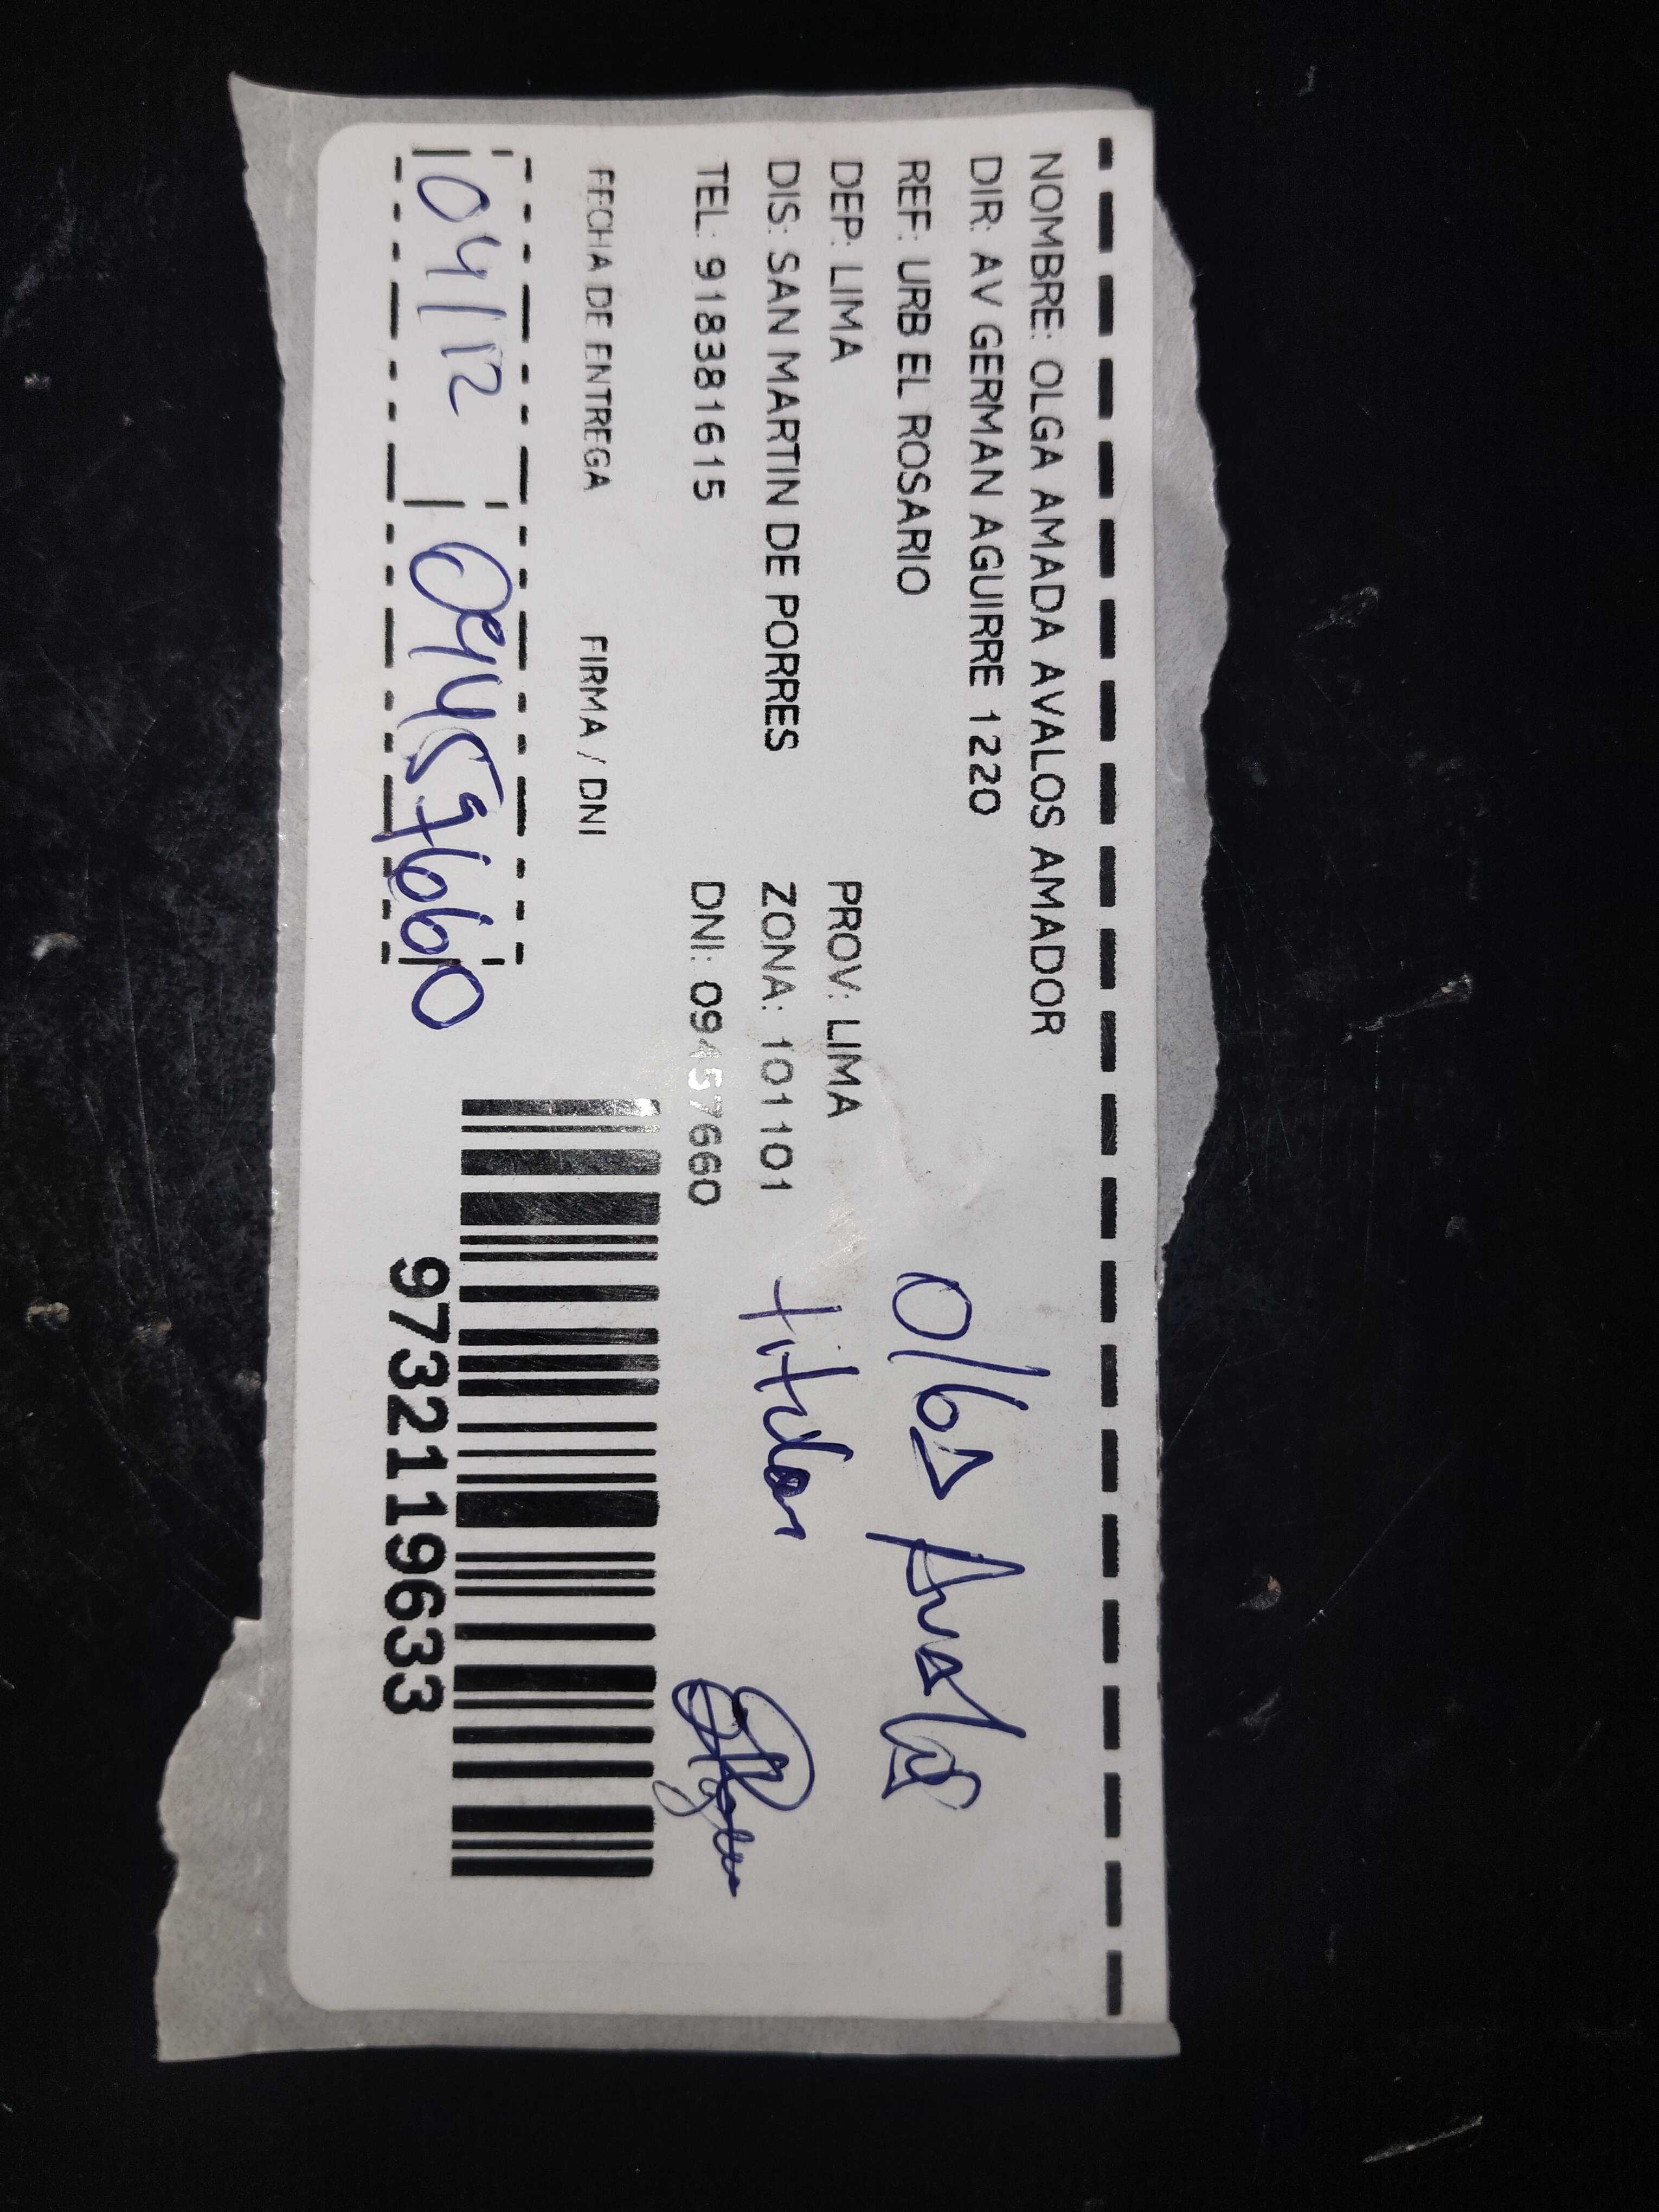 NOMBRE: OLGA AMADA AVALOS AMADOR
DIR: AV GERMAN AGUIRRE 1220
REF: URB EL ROSARIO
DEP: LIMA PROV: LIMA
DIS: SAN MARTIN DE PORRES ZONA: 101101
TEL: 918381615 DNI: 09457660
Olga Avalos
titular
FECHA DE ENTREGA FIRMA / DNI
04/12 09457660
9732119633